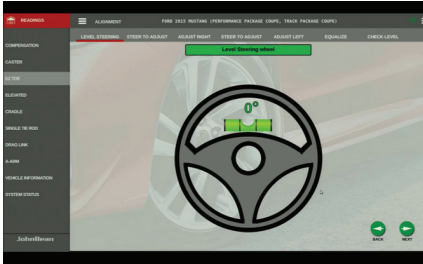 READINGS
ALIGNMENT
FORD 2015 MUSTANG (PERFORMANCE PACKAGE COUPE, TRACK PACKAGE COUPE)
LEVEL STEERING
STEER TO ADJUST
ADJUST RIGHT
STEER TO ADJUST
ADJUST LEFT
EQUALIZE
CHECK LEVEL
Level Steering wheel
COMPENSATION
CASTER
EZ TOE
ELEVATED
CRADLE
SINGLE TIE ROD
DRAG LINK
A-ARM
VEHICLE INFORMATION
SYSTEM STATUS
0°
BACK
NEXT
JohnBean